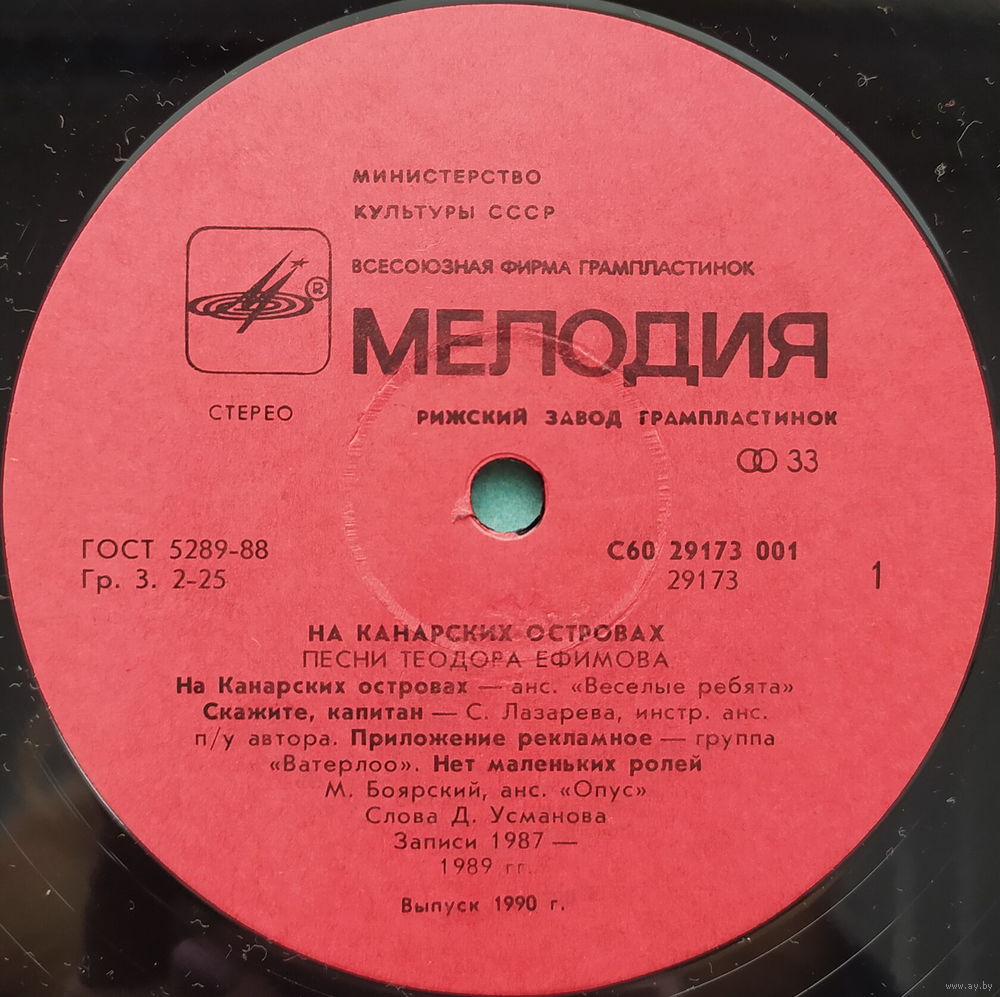 МИНИСТЕРСТВО
КУЛЬТУРЫ СССР
ВСЕСОЮЗНАЯ ФИРМА ГРАМПЛАСТИНОК
®
МЕЛОДИЯ
СТЕРЕО
РИЖСКИЙ ЗАВОД ГРАМПЛАСТИНОК
33
ГОСТ 5289-88
Гр. 3. 2-25
С60 29173 001
29173
1
НА КАНАРСКИХ ОСТРОВАХ
ПЕСНИ ТЕОДОРА ЕФИМОВА
На Канарских островах — анс. «Веселые ребята»
Скажите, капитан — С. Лазарева, инстр. анс.
п/у автора. Приложение рекламное — группа
«Ватерлоо». Нет маленьких ролей
М. Боярский, анс. «Опус»
Слова Д. Усманова
Записи 1987 —
1989 гг.
Выпуск 1990 г.
www.ay.by